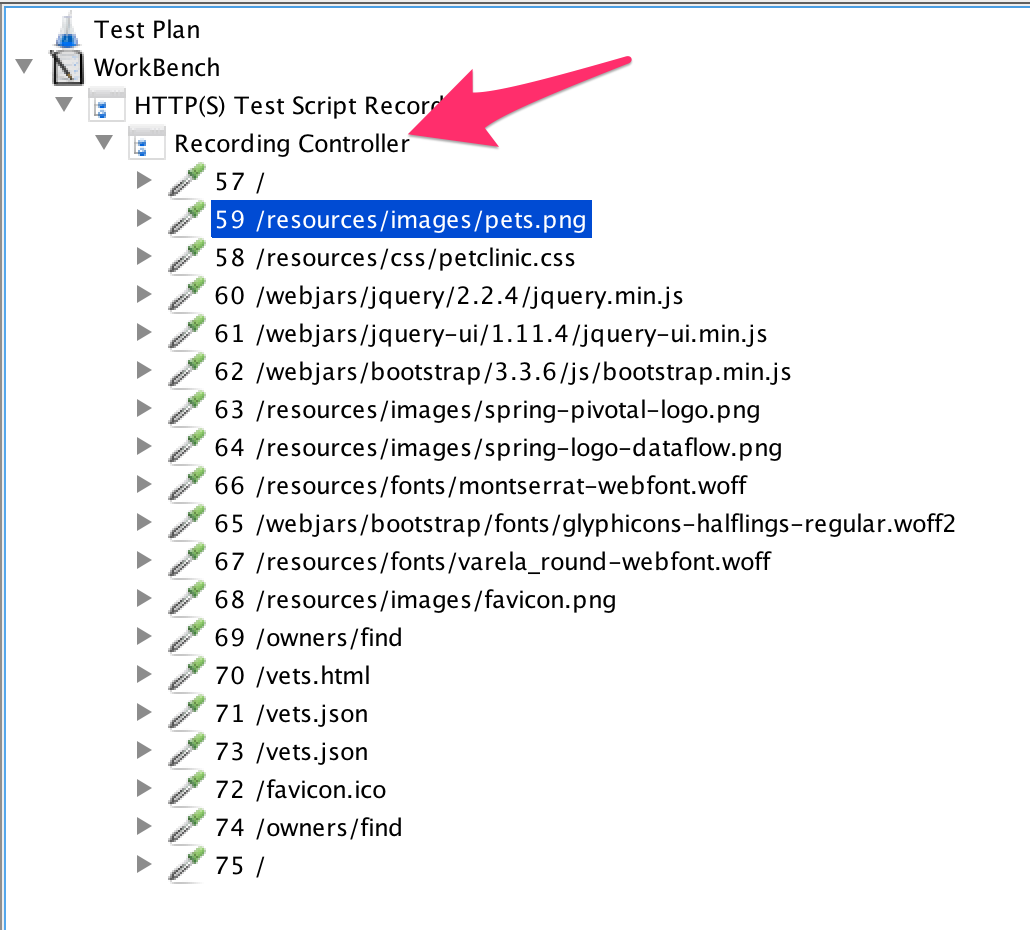 Test Plan
WorkBench
HTTP(S) Test Script Record
Recording Controller
57 /
59 /resources/images/pets.png
58 /resources/css/petclinic.css
60 /webjars/jquery/2.2.4/jquery.min.js
61 /webjars/jquery-ui/1.11.4/jquery-ui.min.js
62 /webjars/bootstrap/3.3.6/js/bootstrap.min.js
63 /resources/images/spring-pivotal-logo.png
64 /resources/images/spring-logo-dataflow.png
66 /resources/fonts/montserrat-webfont.woff
65 /webjars/bootstrap/fonts/glyphicons-halflings-regular.woff2
67 /resources/fonts/varela_round-webfont.woff
68 /resources/images/favicon.png
69 /owners/find
70 /vets.html
71 /vets.json
73 /vets.json
72 /favicon.ico
74 /owners/find
75 /